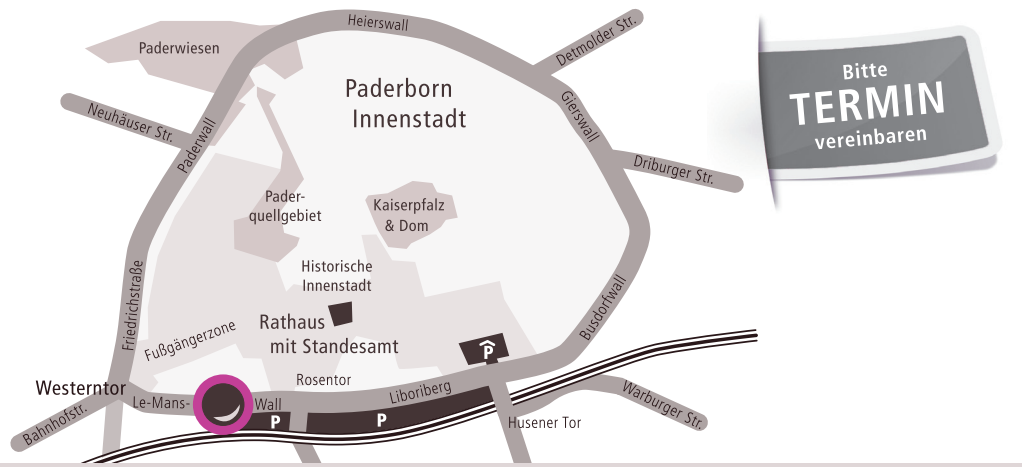 Heierswall
Detmolder Str.
Paderwiesen
Bitte
TERMIN
vereinbaren
Paderborn
Innenstadt
Neuhäuser Str.
Paderwall
Gierswall
Driburger Str.
Pader-
quellgebiet
Kaiserpfalz
& Dom
Historische
Innenstadt
Friedrichstraße
Busdorfwall
Fußgängerzone
Rathaus
mit Standesamt
P
Rosentor
Westerntor
Le-Mans-
Wall
Liboriberg
Warburger Str.
Bahnhofstr.
P
P
Husener Tor